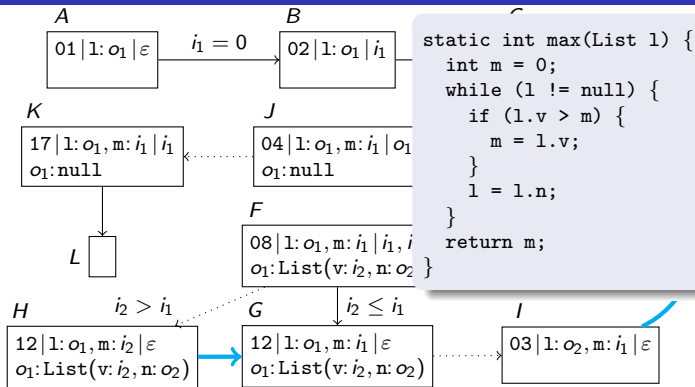 A
01 | l: o₁ | ε
i₁ = 0
B
02 | l: o₁ | i₁
K
17 | l: o₁, m: i₁ | i₁
o₁: null
J
04 | l: o₁, m: i₁ | o₁
o₁: null
static int max(List l) {
int m = 0;
while (l != null) {
if (l.v > m) {
m = l.v;
}
l = l.n;
}
return m;
}
L
F
08 | l: o₁, m: i₁ | i₁, i
o₁: List(v: i₂, n: o₂
i₂ > i₁
i₂ ≤ i₁
H
12 | l: o₁, m: i₂ | ε
o₁: List(v: i₂, n: o₂)
G
12 | l: o₁, m: i₁ | ε
o₁: List(v: i₂, n: o₂)
I
03 | l: o₂, m: i₁ | ε